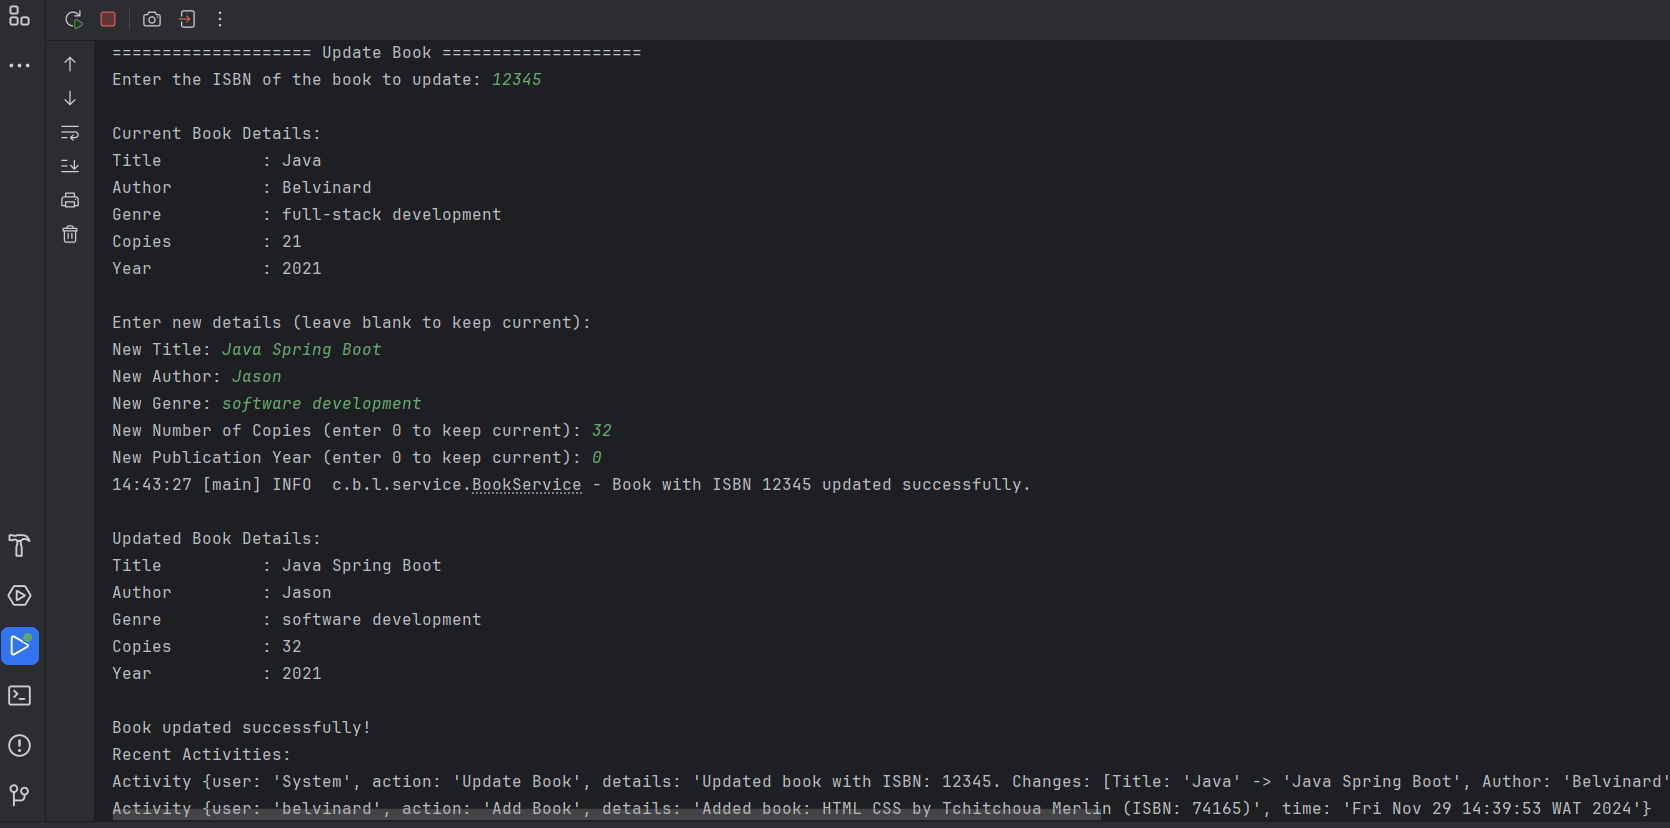 ==================== Update Book ====================
Enter the ISBN of the book to update: 12345
Current Book Details:
Title          : Java
Author         : Belvinard
Genre          : full-stack development
Copies         : 21
Year           : 2021
Enter new details (leave blank to keep current):
New Title: Java Spring Boot
New Author: Jason
New Genre: software development
New Number of Copies (enter 0 to keep current): 32
New Publication Year (enter 0 to keep current): 0
14:43:27 [main] INFO  c.b.l.service.BookService - Book with ISBN 12345 updated successfully.
Updated Book Details:
Title          : Java Spring Boot
Author         : Jason
Genre          : software development
Copies         : 32
Year           : 2021
Book updated successfully!
Recent Activities:
Activity {user: 'System', action: 'Update Book', details: 'Updated book with ISBN: 12345. Changes: [Title: 'Java' -> 'Java Spring Boot', Author: 'Belvinard'
Activity {user: 'belvinard', action: 'Add Book', details: 'Added book: HTML CSS by Tchitchoua Merlin (ISBN: 74165)', time: 'Fri Nov 29 14:39:53 WAT 2024'}